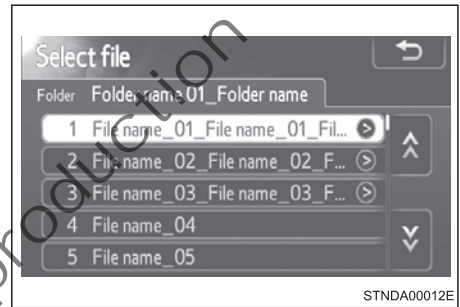 Select file
Folder Folder name 01_Folder name
1 File name_01_File name_01_Fil...
2 File name_02_File name_02_F...
3 File name_03_File name_03_F...
4 File name_04
5 File name_05
STNDA00012E
production